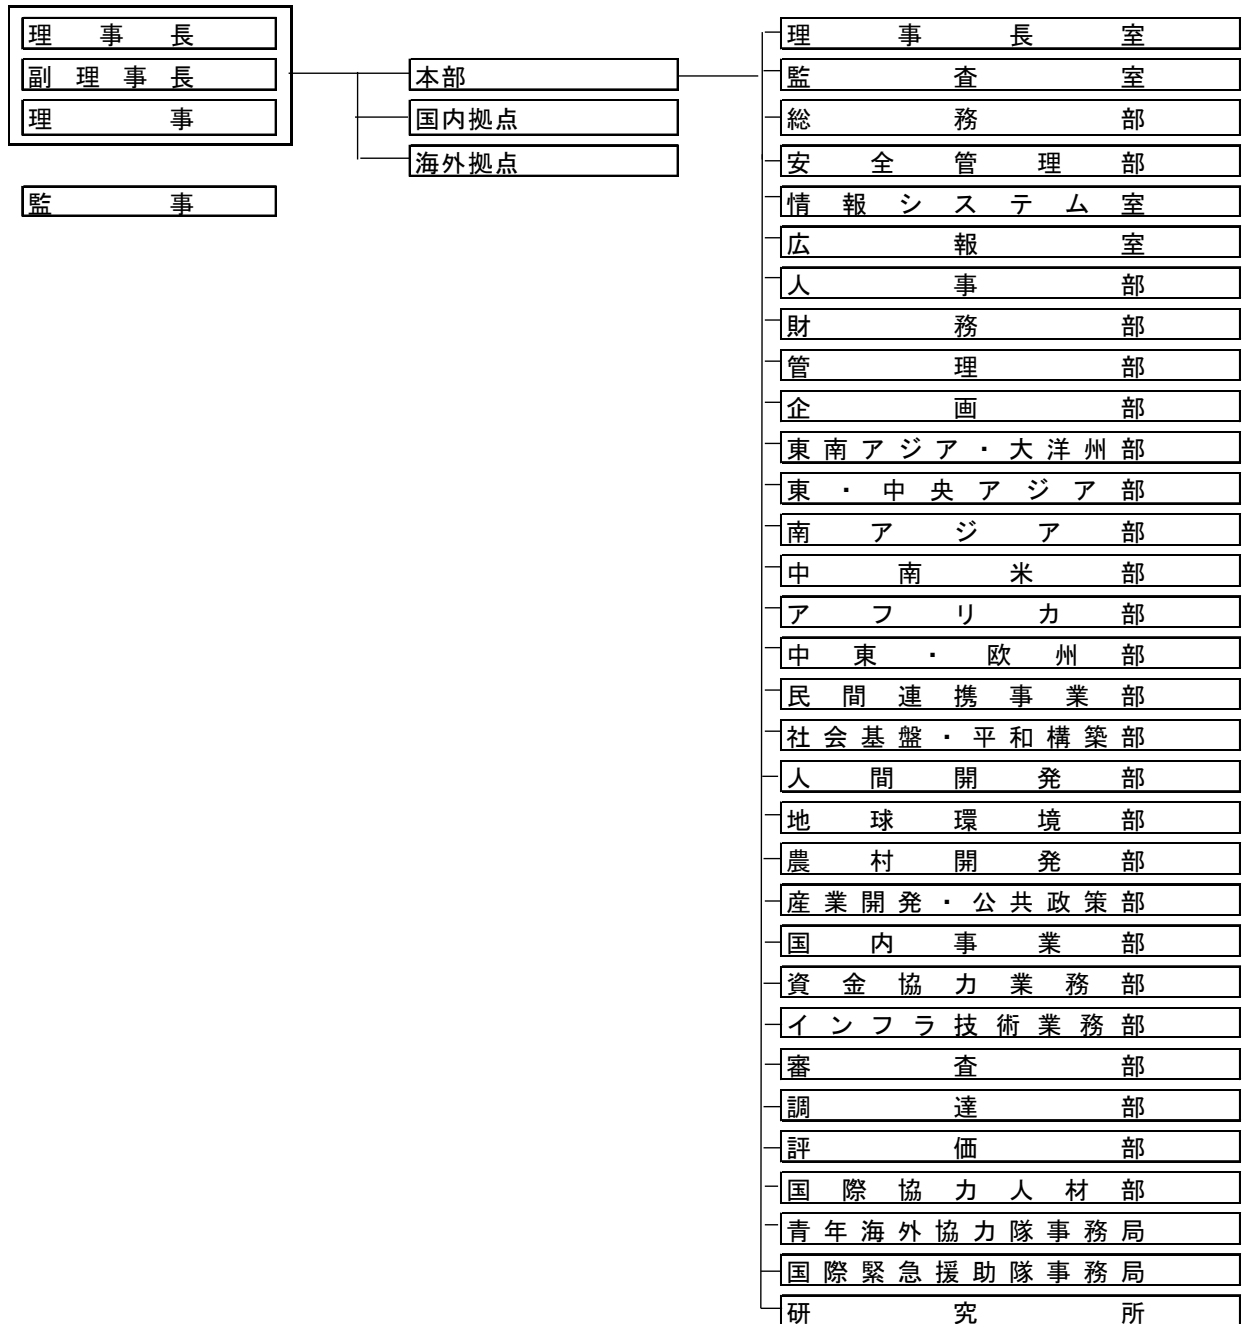 理事長
副理事長
理事
監事
本部
国内拠点
海外拠点
理事長室
監査室
総務部
安全管理部
情報システム室
広報室
人事部
財務部
管理部
企画部
東南アジア・大洋州部
東・中央アジア部
南アジア部
中南米部
アフリカ部
中東・欧州部
民間連携事業部
社会基盤・平和構築部
人間開発部
地球環境部
農村開発部
産業開発・公共政策部
国内事業部
資金協力業務部
インフラ技術業務部
審査部
調達部
評価部
国際協力人材部
青年海外協力隊事務局
国際緊急援助隊事務局
研究所